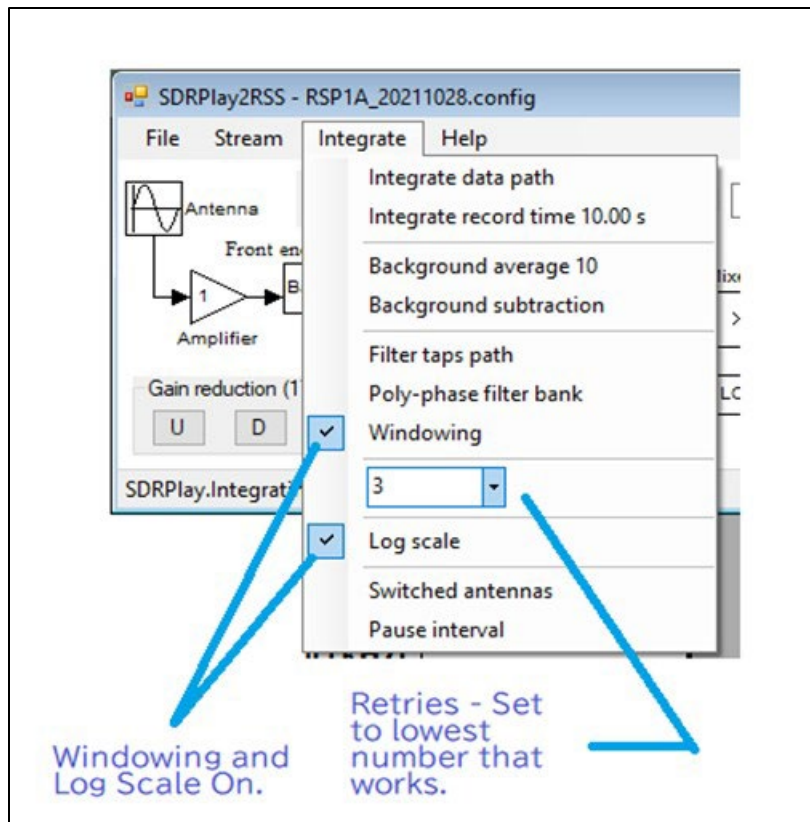 SDRPlay2RSS - RSP1A_20211028.config
File Stream Integrate Help
Integrate data path
Integrate record time 10.00 s
Background average 10
Background subtraction
Filter taps path
Poly-phase filter bank
Windowing
3
Log scale
Switched antennas
Pause interval
Antenna
Front en
1
B
Amplifier
Gain reduction (1
U D
SDRPlay.Integrati
LO
Windowing and
Log Scale On.
Retries - Set
to lowest
number that
works.